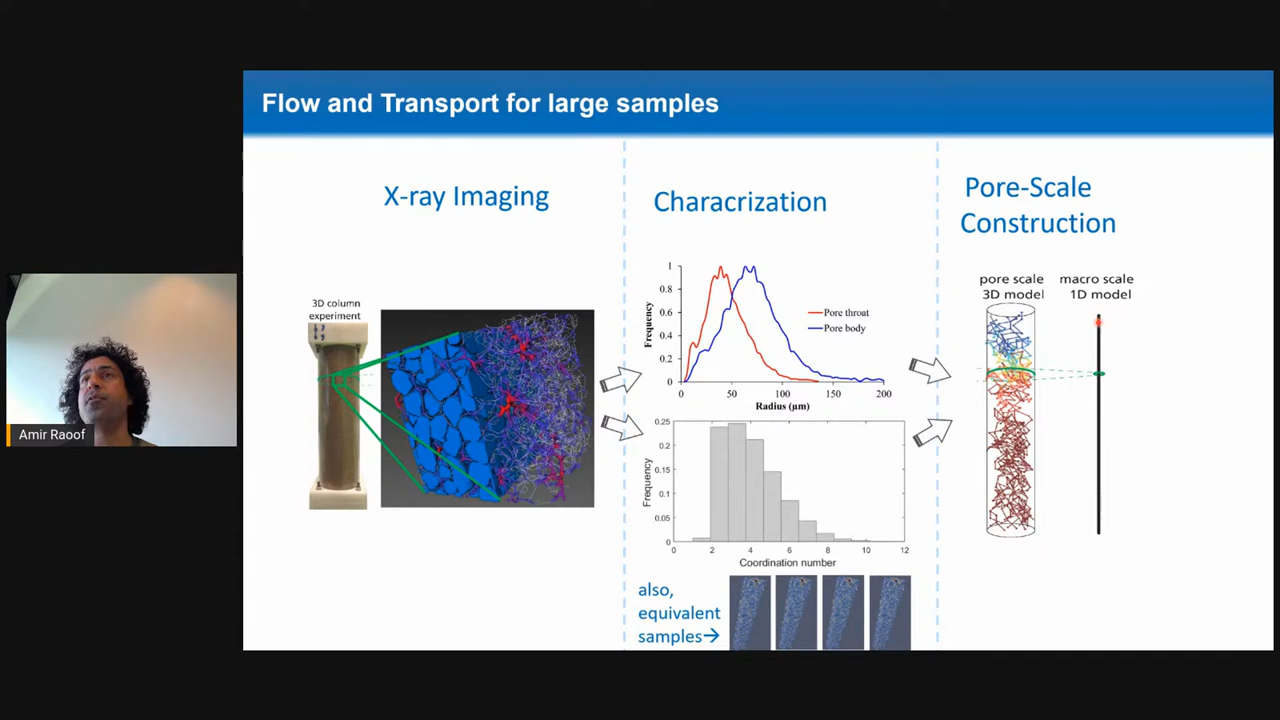 Flow and Transport for large samples
X-ray Imaging
3D column
experiment
Characrization
1
0.8
0.6
0.4
0.2
0
Frequency
Pore throat
Pore body
0
50
100
150
200
Radius (µm)
0.25
0.2
0.15
0.1
0.05
0
Frequency
0
2
4
6
8
10
12
Coordination number
also,
equivalent
samples→
Pore-Scale
Construction
pore scale
3D model
macro scale
1D model
Amir Raoof